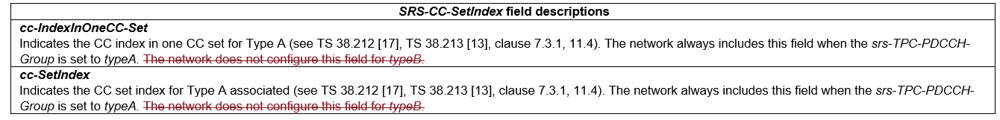 SRS-CC-SetIndex field descriptions
cc-IndexInOneCC-Set
Indicates the CC index in one CC set for Type A (see TS 38.212 [17], TS 38.213 [13], clause 7.3.1, 11.4). The network always includes this field when the srs-TPC-PDCCH-
Group is set to typeA. The network does not configure this field for typeB.
cc-SetIndex
Indicates the CC set index for Type A associated (see TS 38.212 [17], TS 38.213 [13], clause 7.3.1, 11.4). The network always includes this field when the srs-TPC-PDCCH-
Group is set to typeA. The network does not configure this field for typeB.